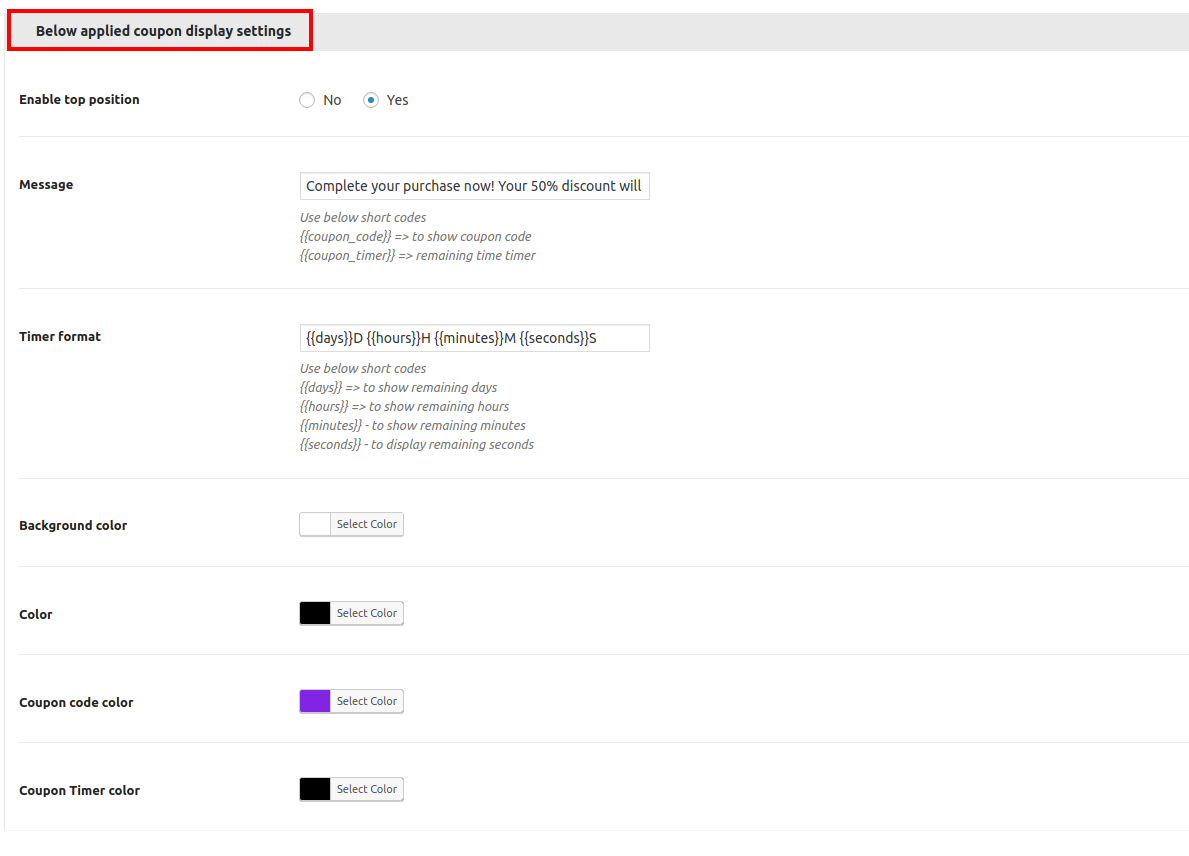 Below applied coupon display settings
Enable top position
No Yes
Message
Complete your purchase now! Your 50% discount will
Use below short codes
{{coupon_code}} => to show coupon code
{{coupon_timer}} => remaining time timer
Timer format
{{days}}D {{hours}}H {{minutes}}M {{seconds}}S
Use below short codes
{{days}} => to show remaining days
{{hours}} => to show remaining hours
{{minutes}} - to show remaining minutes
{{seconds}} - to display remaining seconds
Background color
Select Color
Color
Select Color
Coupon code color
Select Color
Coupon Timer color
Select Color